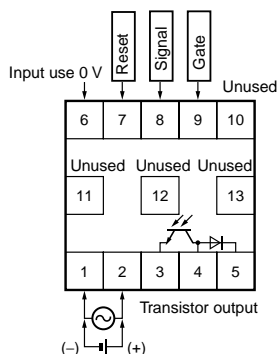 Reset
Signal
Gate
Input use 0 V
Unused
6 7 8 9 10
Unused Unused
11 12 13
1 2 3 4 5
Transistor output
(−) (+)